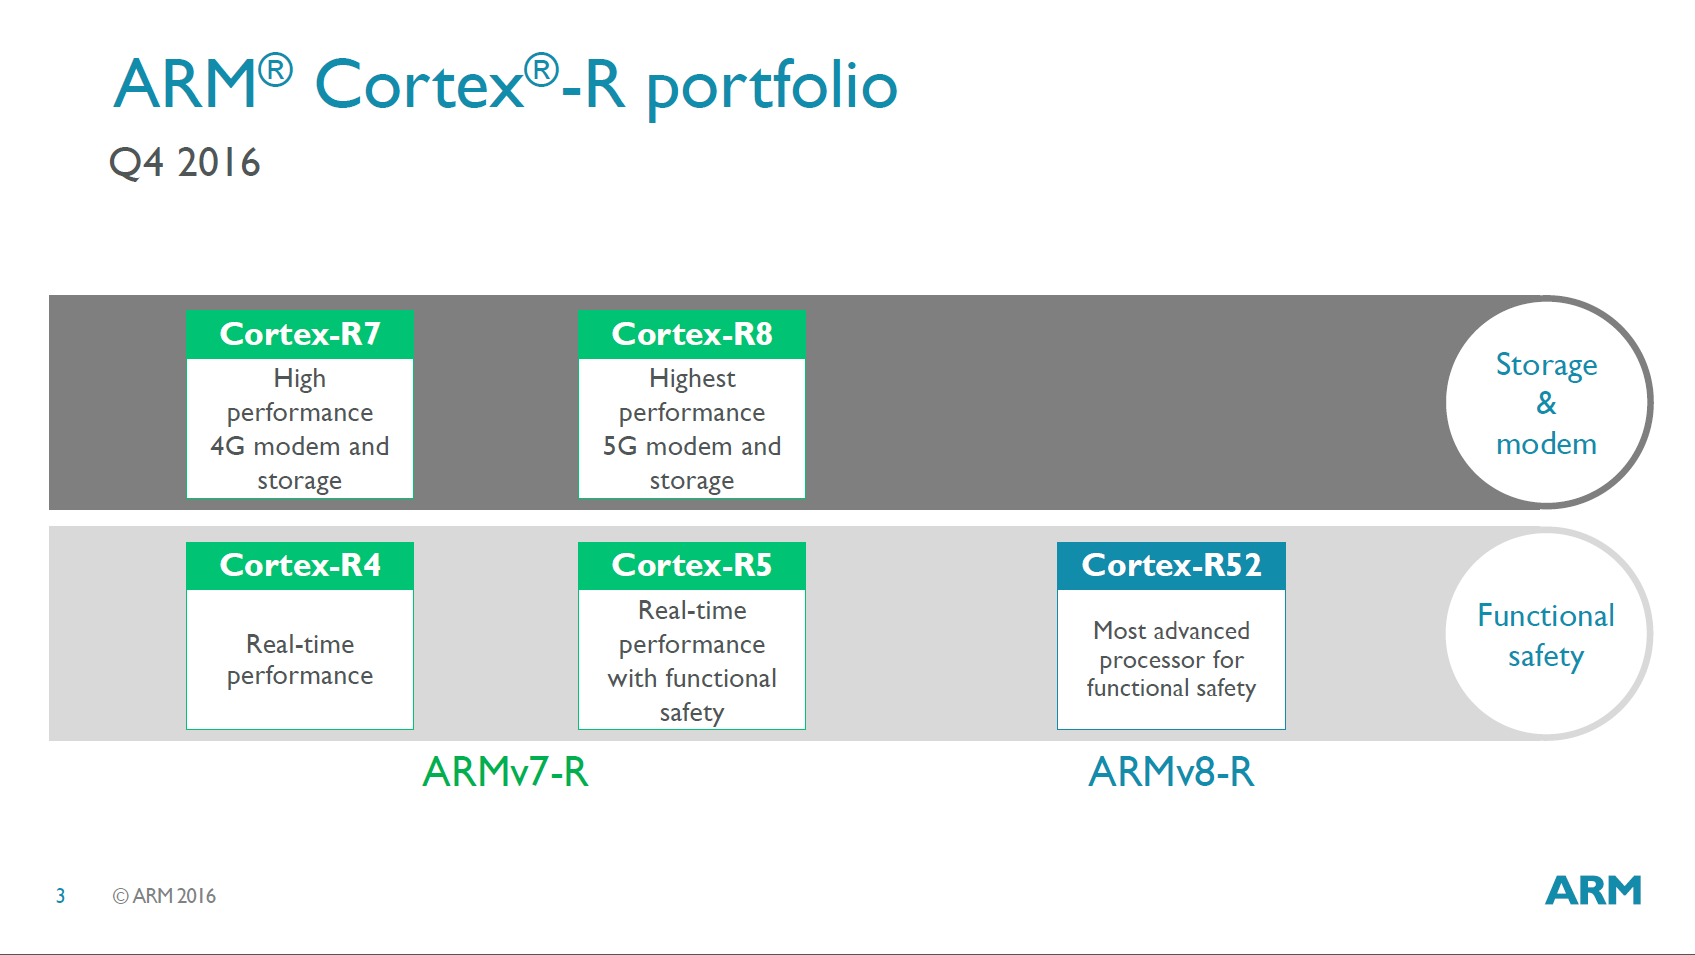 ARM® Cortex®-R portfolio
Q4 2016
Cortex-R7
High
performance
4G modem and
storage
Cortex-R8
Highest
performance
5G modem and
storage
Storage
&
modem
Cortex-R4
Real-time
performance
Cortex-R5
Real-time
performance
with functional
safety
Cortex-R52
Most advanced
processor for
functional safety
Functional
safety
ARMv7-R
ARMv8-R
3
© ARM 2016
ARM